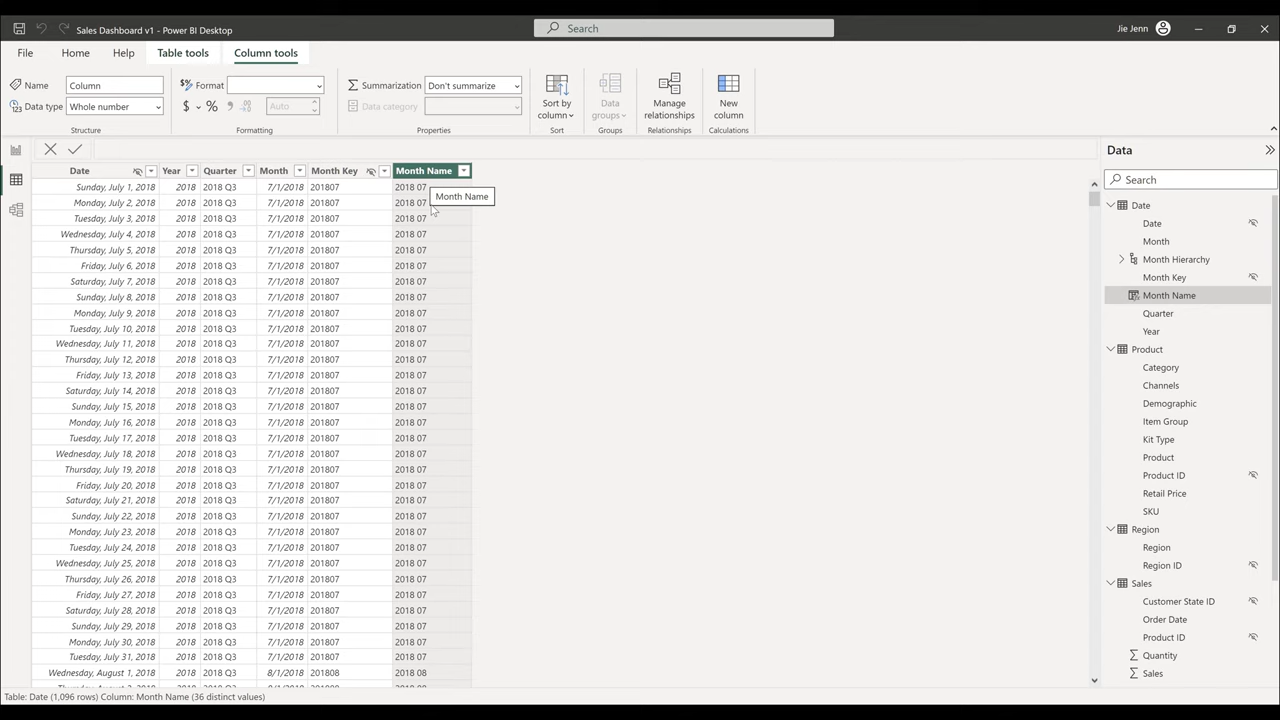 Sales Dashboard v1 - Power BI Desktop
Search
Jie Jenn
File Home Help Table tools Column tools
Name Column
Data type Whole number
Structure
Format
$ % Auto
Formatting
Summarization Don't summarize
Data category
Properties
Sort by column
Sort
Data groups
Groups
Manage relationships
Relationships
New column
Calculations
Date Year Quarter Month Month Key Month Name
Sunday, July 1, 2018 2018 2018 Q3 7/1/2018 201807 2018 07
Monday, July 2, 2018 2018 2018 Q3 7/1/2018 201807 2018 07
Tuesday, July 3, 2018 2018 2018 Q3 7/1/2018 201807 2018 07
Wednesday, July 4, 2018 2018 2018 Q3 7/1/2018 201807 2018 07
Thursday, July 5, 2018 2018 2018 Q3 7/1/2018 201807 2018 07
Friday, July 6, 2018 2018 2018 Q3 7/1/2018 201807 2018 07
Saturday, July 7, 2018 2018 2018 Q3 7/1/2018 201807 2018 07
Sunday, July 8, 2018 2018 2018 Q3 7/1/2018 201807 2018 07
Monday, July 9, 2018 2018 2018 Q3 7/1/2018 201807 2018 07
Tuesday, July 10, 2018 2018 2018 Q3 7/1/2018 201807 2018 07
Wednesday, July 11, 2018 2018 2018 Q3 7/1/2018 201807 2018 07
Thursday, July 12, 2018 2018 2018 Q3 7/1/2018 201807 2018 07
Friday, July 13, 2018 2018 2018 Q3 7/1/2018 201807 2018 07
Saturday, July 14, 2018 2018 2018 Q3 7/1/2018 201807 2018 07
Sunday, July 15, 2018 2018 2018 Q3 7/1/2018 201807 2018 07
Monday, July 16, 2018 2018 2018 Q3 7/1/2018 201807 2018 07
Tuesday, July 17, 2018 2018 2018 Q3 7/1/2018 201807 2018 07
Wednesday, July 18, 2018 2018 2018 Q3 7/1/2018 201807 2018 07
Thursday, July 19, 2018 2018 2018 Q3 7/1/2018 201807 2018 07
Friday, July 20, 2018 2018 2018 Q3 7/1/2018 201807 2018 07
Saturday, July 21, 2018 2018 2018 Q3 7/1/2018 201807 2018 07
Sunday, July 22, 2018 2018 2018 Q3 7/1/2018 201807 2018 07
Monday, July 23, 2018 2018 2018 Q3 7/1/2018 201807 2018 07
Tuesday, July 24, 2018 2018 2018 Q3 7/1/2018 201807 2018 07
Wednesday, July 25, 2018 2018 2018 Q3 7/1/2018 201807 2018 07
Thursday, July 26, 2018 2018 2018 Q3 7/1/2018 201807 2018 07
Friday, July 27, 2018 2018 2018 Q3 7/1/2018 201807 2018 07
Saturday, July 28, 2018 2018 2018 Q3 7/1/2018 201807 2018 07
Sunday, July 29, 2018 2018 2018 Q3 7/1/2018 201807 2018 07
Monday, July 30, 2018 2018 2018 Q3 7/1/2018 201807 2018 07
Tuesday, July 31, 2018 2018 2018 Q3 7/1/2018 201807 2018 07
Wednesday, August 1, 2018 2018 2018 Q3 8/1/2018 201808 2018 08
Month Name
Data
Search
Date
Date
Month
Month Hierarchy
Month Key
Month Name
Quarter
Year
Product
Category
Channels
Demographic
Item Group
Kit Type
Product
Product ID
Retail Price
SKU
Region
Region
Region ID
Sales
Customer State ID
Order Date
Product ID
Quantity
Sales
Table: Date (1,096 rows) Column: Month Name (36 distinct values)